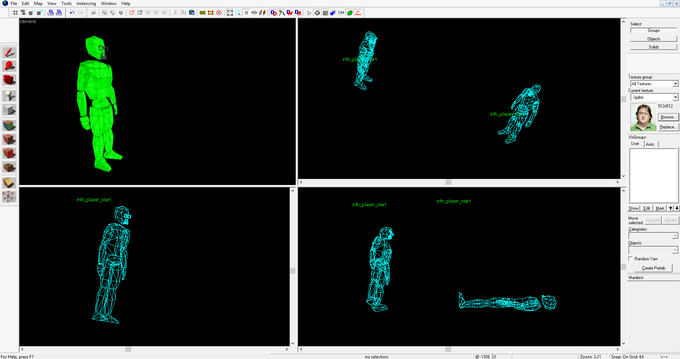 File Edit Map View Tools Instancing Window Help
camera
Select:
Groups
Objects
Solids
Texture group:
All Textures
Current texture:
./gabe
512x512
Browse...
Replace...
VisGroups:
User Auto
Show Edit Mark
Move
selected:
Categories:
Objects:
Random Yaw
Create Prefab
Manifest
info_player_start
info_player_start
info_player_start
info_player_start
For Help, press F1
no selection.
@-1309, 33
Zoom: 3.21
Snap: On Grid: 64
<->